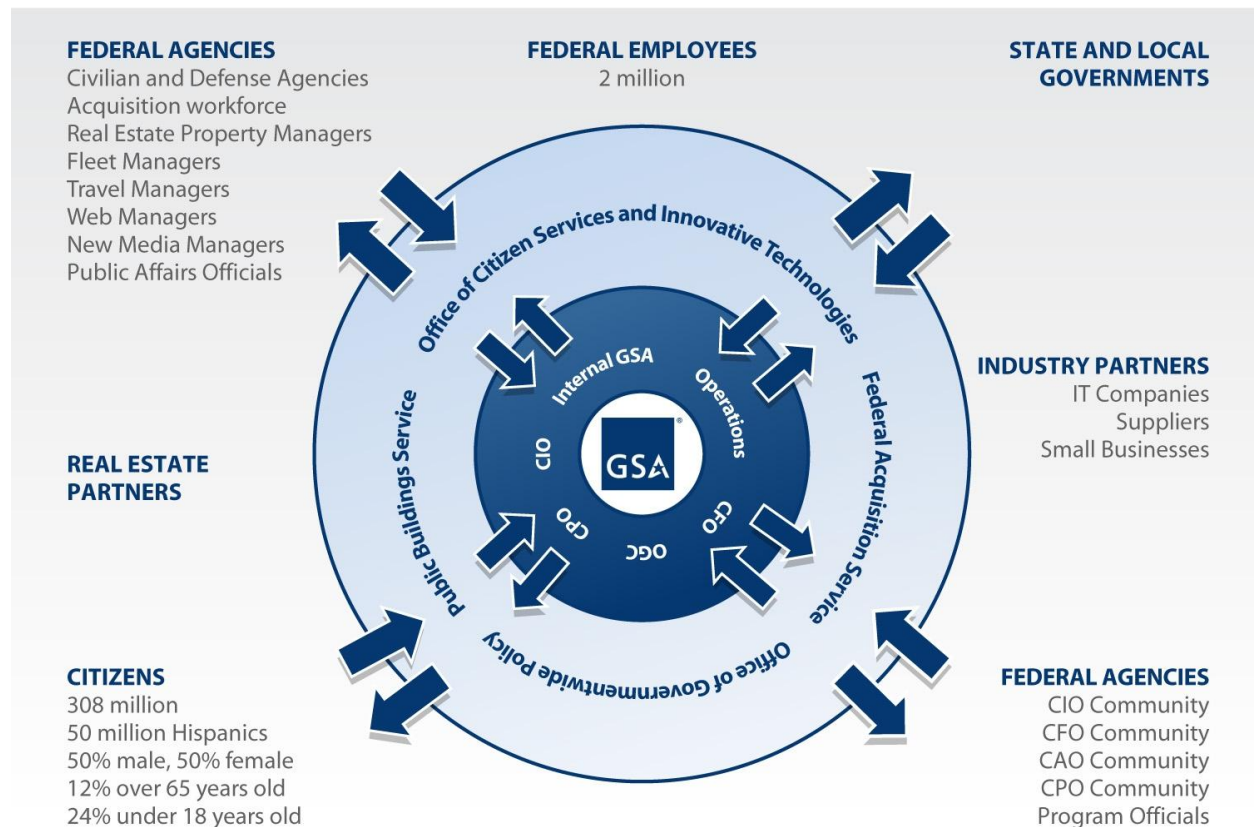 FEDERAL AGENCIES
Civilian and Defense Agencies
Acquisition workforce
Real Estate Property Managers
Fleet Managers
Travel Managers
Web Managers
New Media Managers
Public Affairs Officials
FEDERAL EMPLOYEES
2 million
STATE AND LOCAL
GOVERNMENTS
Office of Citizen Services and Innovative Technologies
Federal Acquisition Service
Office of Governmentwide Policy
Public Buildings Service
Internal GSA
Operations
CFO
OGC
CPO
CIO
GSA
®
INDUSTRY PARTNERS
IT Companies
Suppliers
Small Businesses
REAL ESTATE
PARTNERS
CITIZENS
308 million
50 million Hispanics
50% male, 50% female
12% over 65 years old
24% under 18 years old
FEDERAL AGENCIES
CIO Community
CFO Community
CAO Community
CPO Community
Program Officials